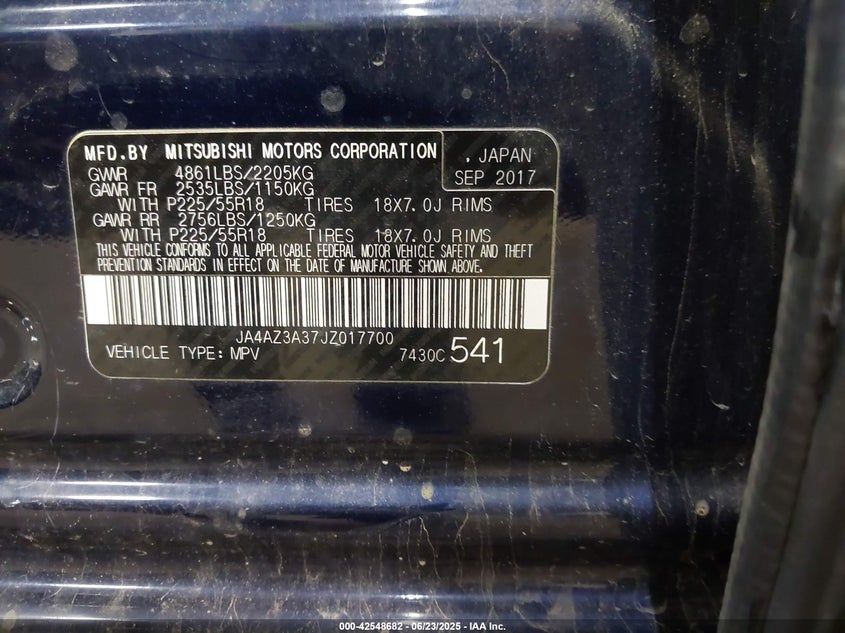 MFD.BY MITSUBISHI MOTORS CORPORATION
. JAPAN
SEP 2017
GVWR 4861LBS/2205KG
GAWR FR 2535LBS/1150KG
WITH P225/55R18 TIRES 18X7.0J RIMS
GAWR RR 2756LBS/1250KG
WITH P225/55R18 TIRES 18X7.0J RIMS
THIS VEHICLE CONFORMS TO ALL APPLICABLE FEDERAL MOTOR VEHICLE SAFETY AND THEFT
PREVENTION STANDARDS IN EFFECT ON THE DATE OF MANUFACTURE SHOWN ABOVE.
JA4AZ3A37JZ017700
VEHICLE TYPE: MPV 7430C 541
000-42548682 - 06/23/2025 - IAA Inc.